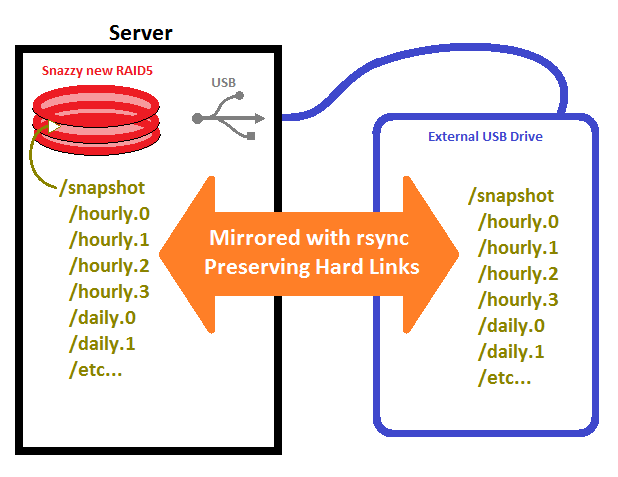 Server
Snazzy new RAID5
USB
/snapshot
/hourly.0
/hourly.1
/hourly.2
/hourly.3
/daily.0
/daily.1
/etc...
Mirrored with rsync
Preserving Hard Links
External USB Drive
/snapshot
/hourly.0
/hourly.1
/hourly.2
/hourly.3
/daily.0
/daily.1
/etc...